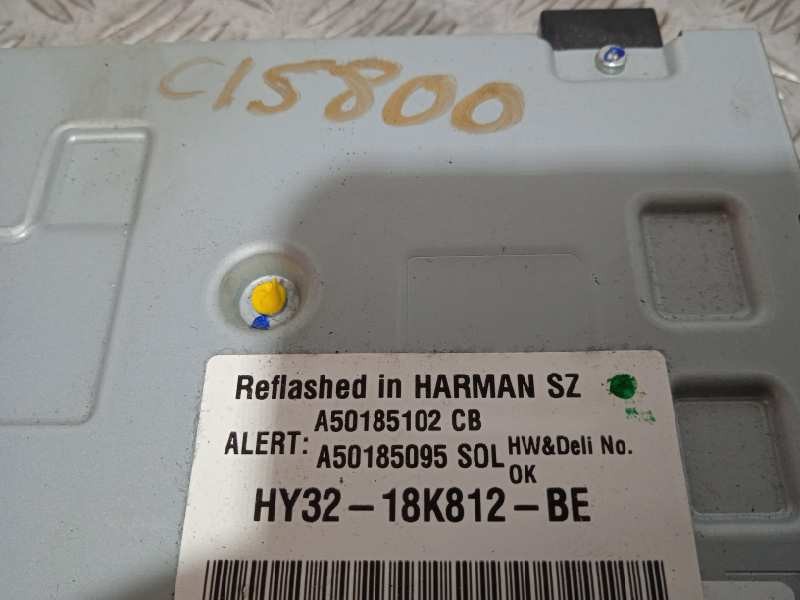 C15800
Reflashed in HARMAN SZ
A50185102 CB
ALERT: A50185095 SOL HW&Deli No. OK
HY32-18K812-BE